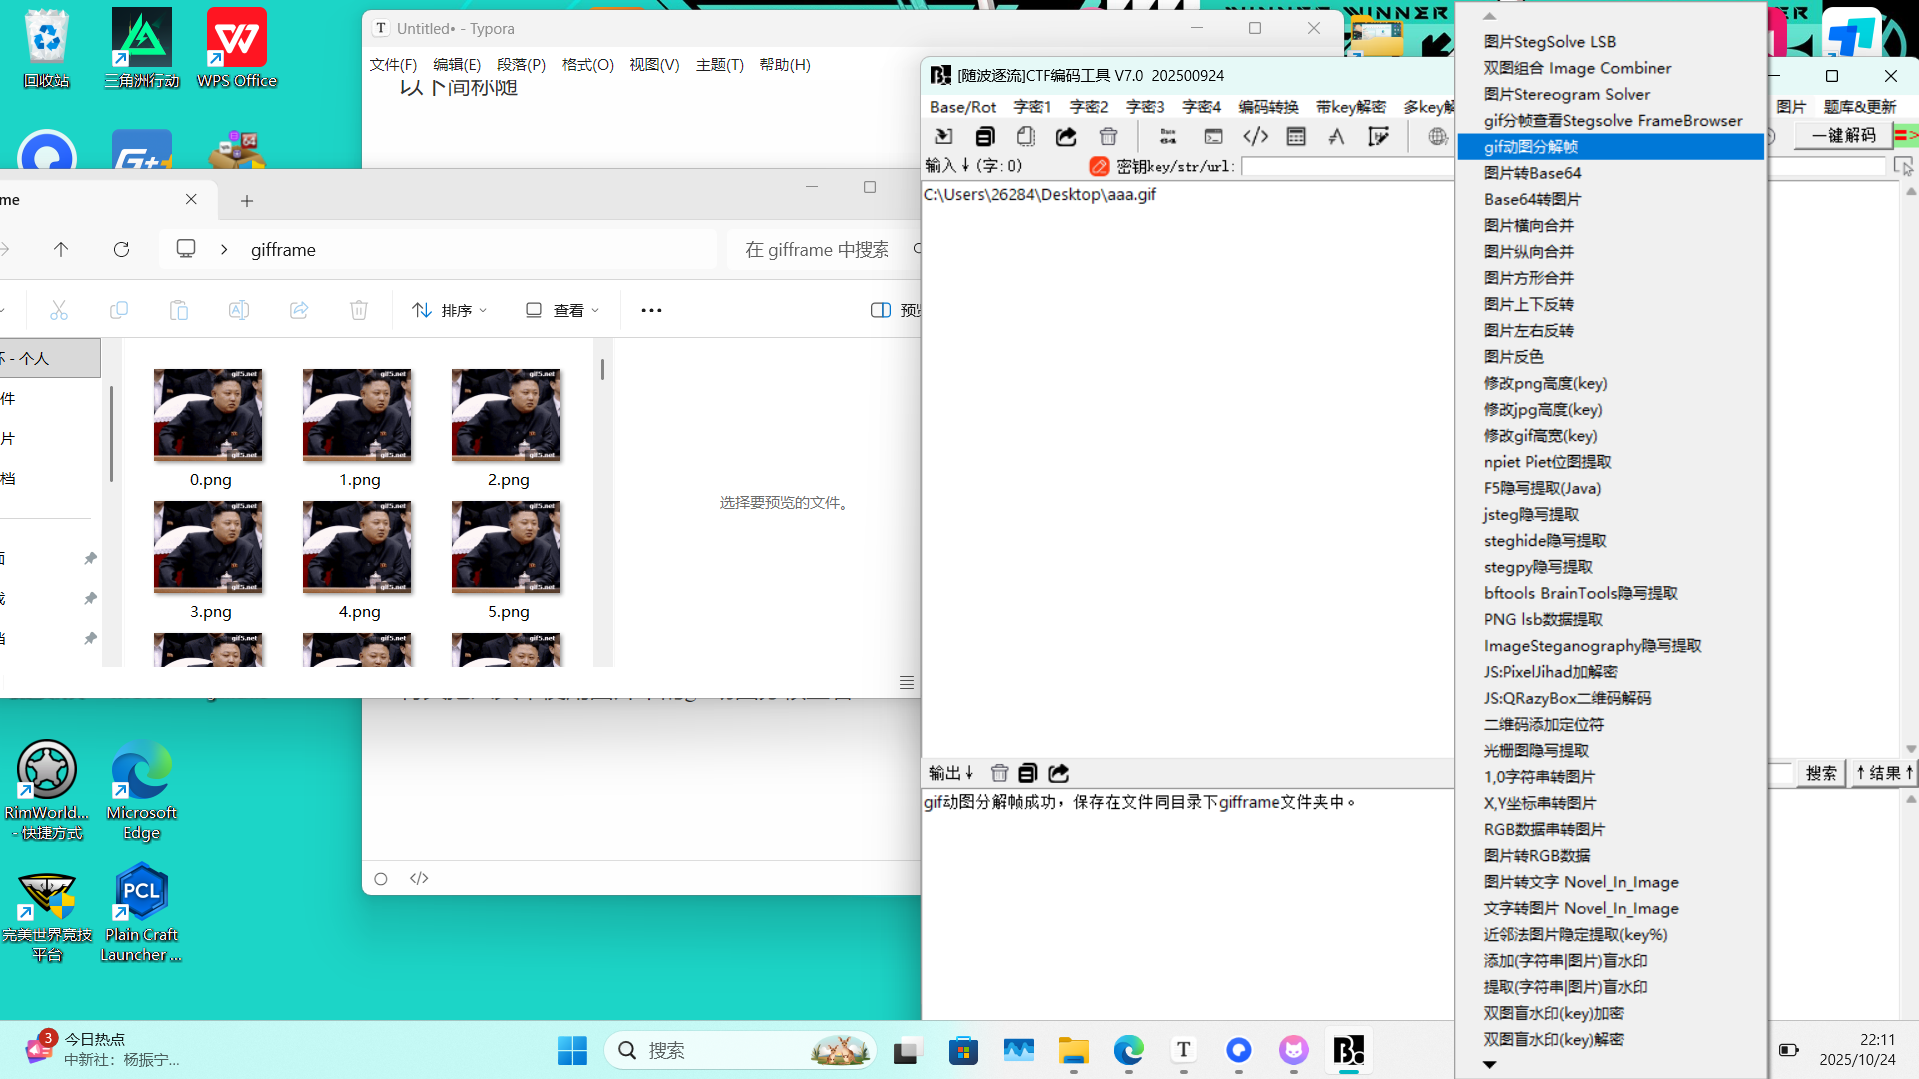 回收站
三角洲行动
WPS Office
RimWorld... - 快捷方式
Microsoft Edge
完美世界竞技平台
Plain Craft Launcher ...
PCL
Untitled• - Typora
文件(F) 编辑(E) 段落(P) 格式(O) 视图(V) 主题(T) 帮助(H)
以下简称随
me
gifframe
在 gifframe 中搜索
排序
查看
个人
件
片
档
0.png
1.png
2.png
3.png
4.png
5.png
gif5.net
选择要预览的文件。
[随波逐流]CTF编码工具 V7.0 202500924
Base/Rot 字密1 字密2 字密3 字密4 编码转换 带key解密 多key解 图片 题库&更新
一键解码
输入↓(字:0)
密钥key/str/url:
C:\Users\26284\Desktop\aaa.gif
输出↓
搜索
↑结果↑
gif动图分解帧成功，保存在文件同目录下gifframe文件夹中。
图片StegSolve LSB
双图组合 Image Combiner
图片Stereogram Solver
gif分帧查看Stegsolve FrameBrowser
gif动图分解帧
图片转Base64
Base64转图片
图片横向合并
图片纵向合并
图片方形合并
图片上下反转
图片左右反转
图片反色
修改png高度(key)
修改jpg高度(key)
修改gif高宽(key)
npiet Piet位图提取
F5隐写提取(Java)
jsteg隐写提取
steghide隐写提取
stegpy隐写提取
bftools BrainTools隐写提取
PNG lsb数据提取
ImageSteganography隐写提取
JS:PixelJihad加解密
JS:QRazyBox二维码解码
二维码添加定位符
光栅图隐写提取
1,0字符串转图片
X,Y坐标串转图片
RGB数据串转图片
图片转RGB数据
图片转文字 Novel_In_Image
文字转图片 Novel_In_Image
近邻法图片隐定提取(key%)
添加(字符串|图片)盲水印
提取(字符串|图片)盲水印
双图盲水印(key)加密
双图盲水印(key)解密
3
今日热点
中新社：杨振宁...
搜索
22:11
2025/10/24